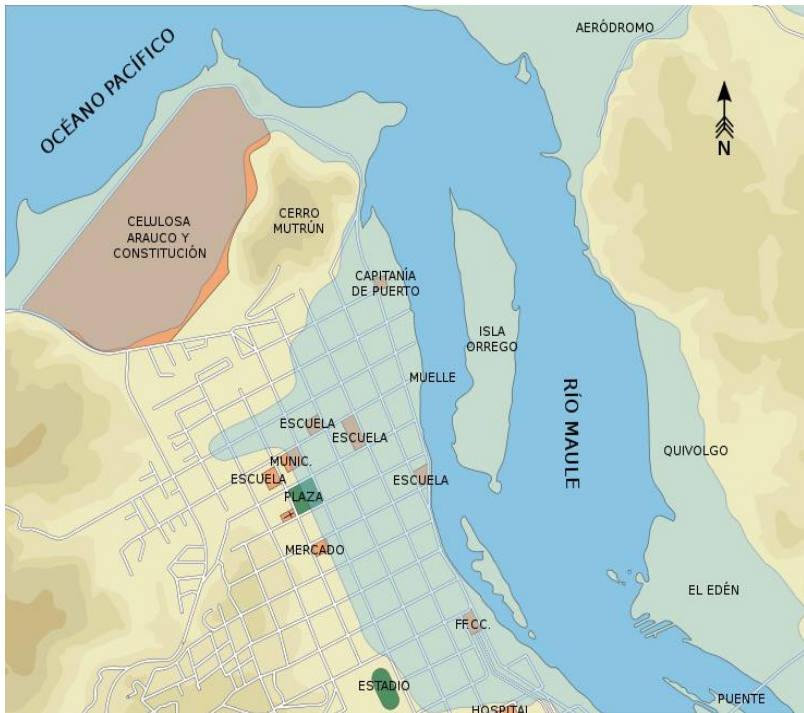 AERÓDROMO
OCÉANO PACÍFICO
N
CELULOSA
ARAUCO Y
CONSTITUCIÓN
CERRO
MUTRÚN
CAPITANÍA
DE PUERTO
ISLA
ORREGO
MUELLE
RÍO MAULE
ESCUELA
ESCUELA
QUIVOLGO
MUNIC.
ESCUELA
ESCUELA
PLAZA
MERCADO
EL EDÉN
FF.CC.
ESTADIO
PUENTE
HOSPITAL